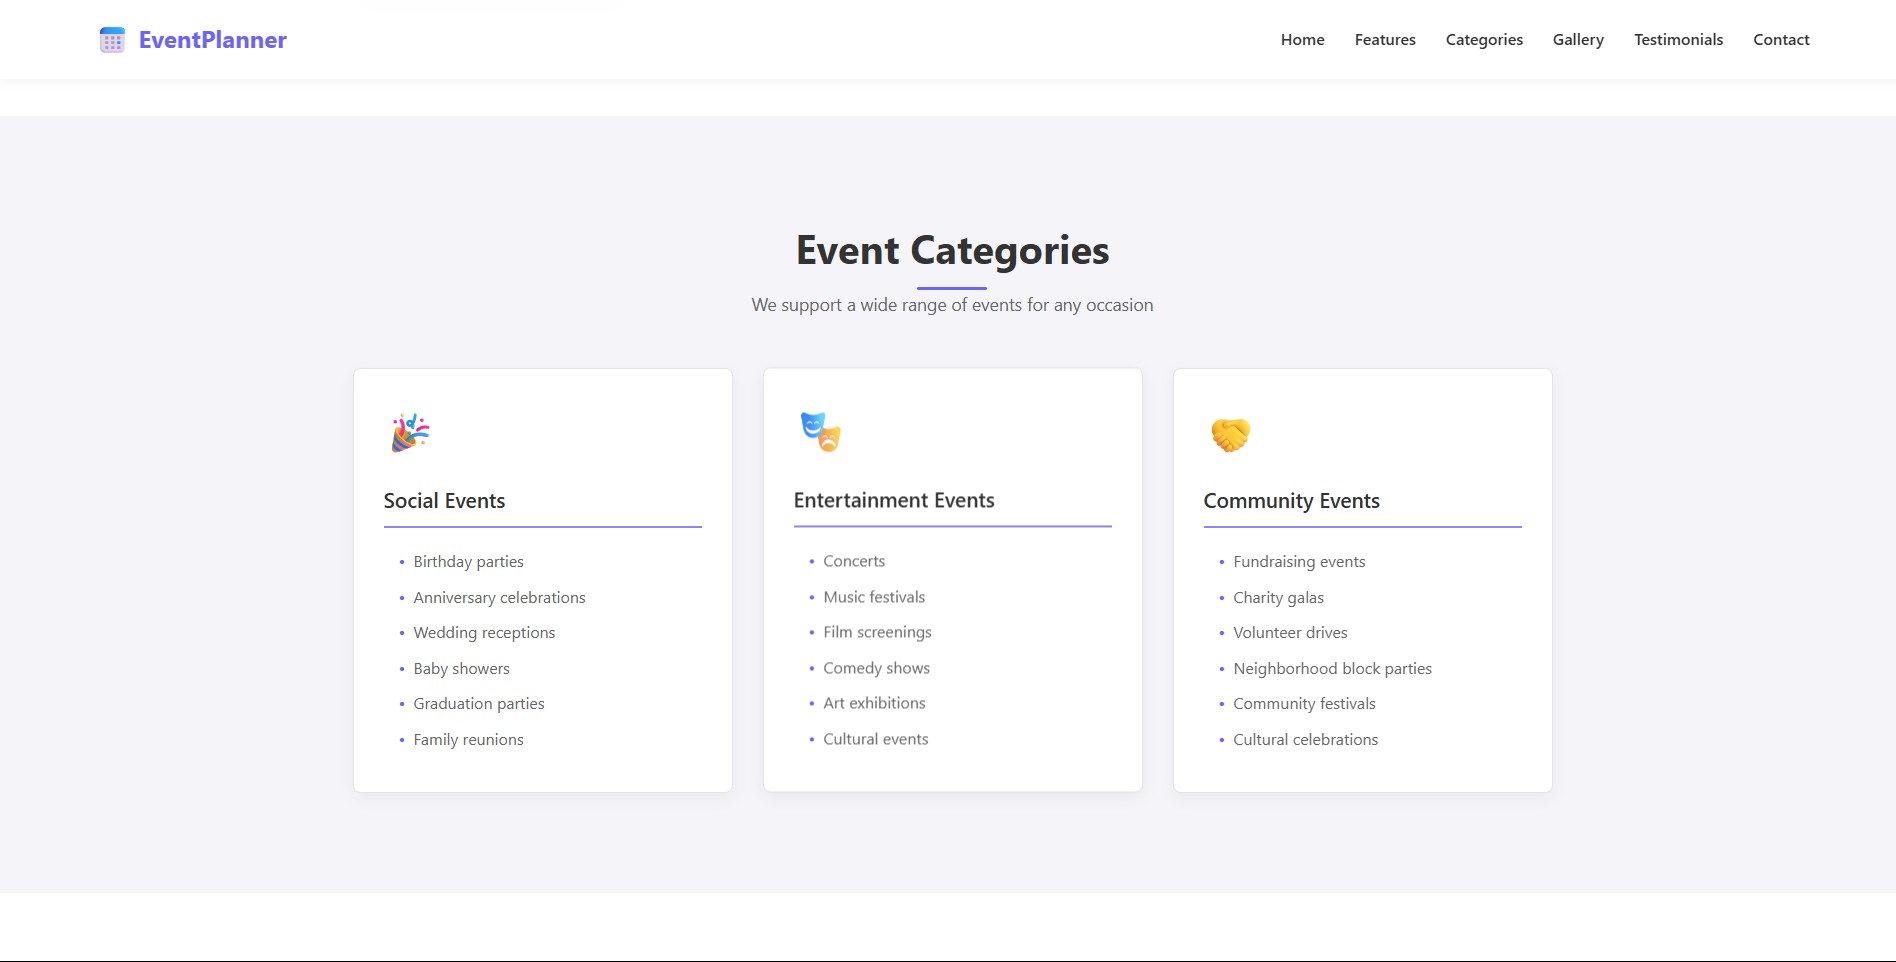 EventPlanner
Home Features Categories Gallery Testimonials Contact
Event Categories
We support a wide range of events for any occasion
Social Events
• Birthday parties
• Anniversary celebrations
• Wedding receptions
• Baby showers
• Graduation parties
• Family reunions
Entertainment Events
• Concerts
• Music festivals
• Film screenings
• Comedy shows
• Art exhibitions
• Cultural events
Community Events
• Fundraising events
• Charity galas
• Volunteer drives
• Neighborhood block parties
• Community festivals
• Cultural celebrations